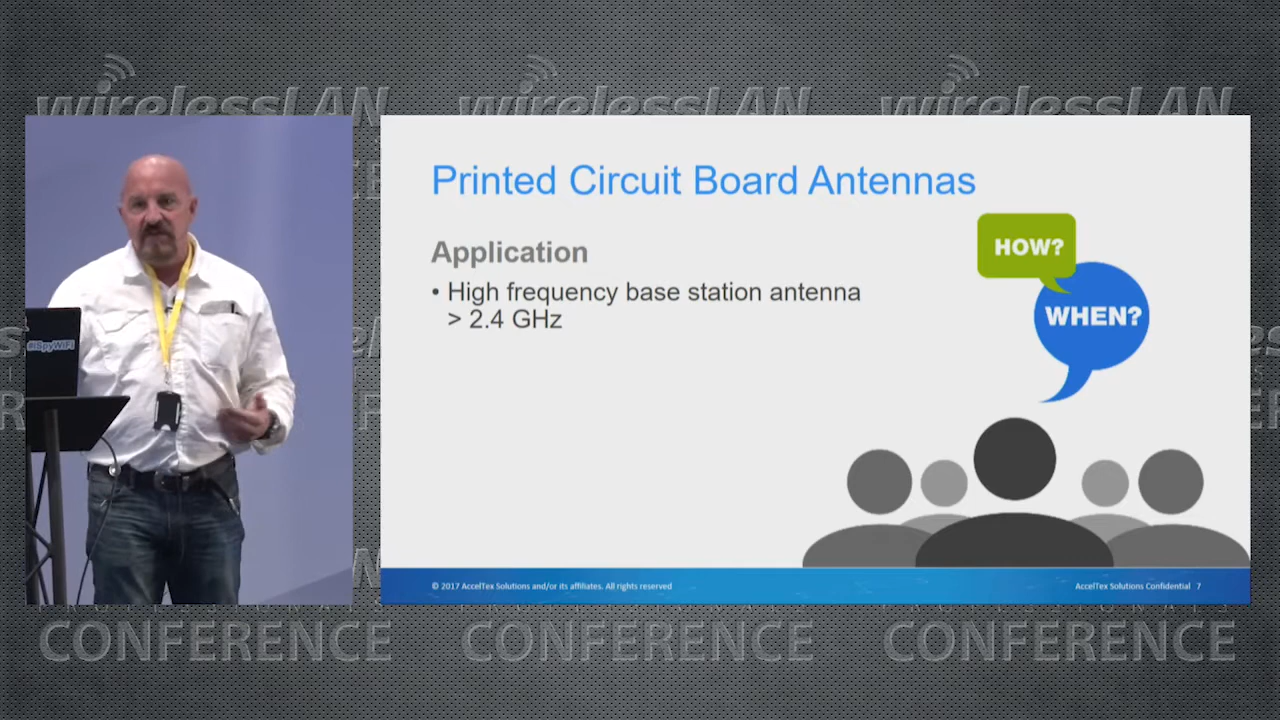 wirelessLAN wirelessLAN wirelessLAN
Printed Circuit Board Antennas
HOW?
Application
• High frequency base station antenna
> 2.4 GHz
WHEN?
#iSpyWiFi
© 2017 AccelTex Solutions and/or its affiliates. All rights reserved
AccelTex Solutions Confidential 7
CONFERENCE CONFERENCE CONFERENCE